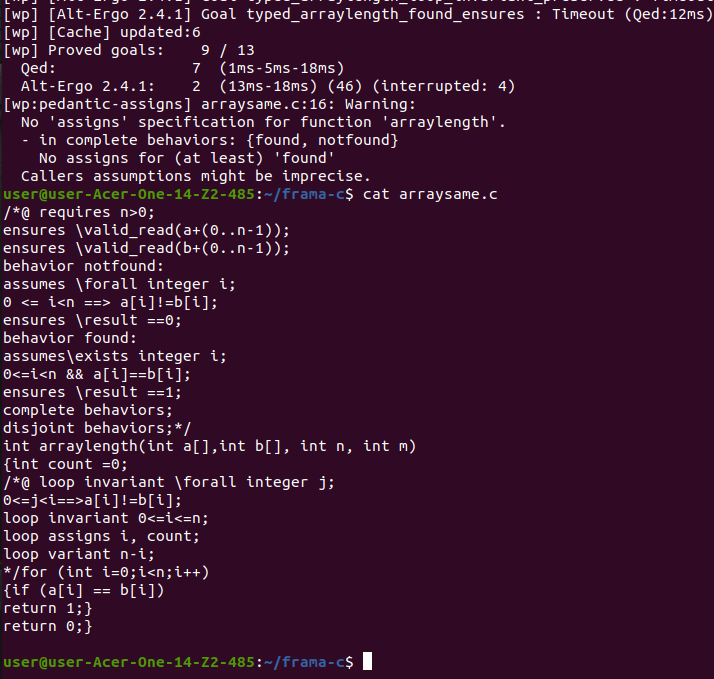 [wp] [Alt-Ergo 2.4.1] Goal typed_arraylength_found_ensures : Timeout (Qed:12ms)
[wp] [Cache] updated:6
[wp] Proved goals:    9 / 13
  Qed:             7  (1ms-5ms-18ms)
  Alt-Ergo 2.4.1:    2  (13ms-18ms) (46) (interrupted: 4)
[wp:pedantic-assigns] arraysame.c:16: Warning:
  No 'assigns' specification for function 'arraylength'.
  - in complete behaviors: {found, notfound}
    No assigns for (at least) 'found'
  Callers assumptions might be imprecise.
user@user-Acer-One-14-Z2-485:~/frama-c$ cat arraysame.c
/*@ requires n>0;
ensures \valid_read(a+(0..n-1));
ensures \valid_read(b+(0..n-1));
behavior notfound:
assumes \forall integer i;
0 <= i<n ==> a[i]!=b[i];
ensures \result ==0;
behavior found:
assumes\exists integer i;
0<=i<n && a[i]==b[i];
ensures \result ==1;
complete behaviors;
disjoint behaviors;*/
int arraylength(int a[],int b[], int n, int m)
{int count =0;
/*@ loop invariant \forall integer j;
0<=j<i==>a[i]!=b[i];
loop invariant 0<=i<=n;
loop assigns i, count;
loop variant n-i;
*/for (int i=0;i<n;i++)
{if (a[i] == b[i])
return 1;}
return 0;}
user@user-Acer-One-14-Z2-485:~/frama-c$